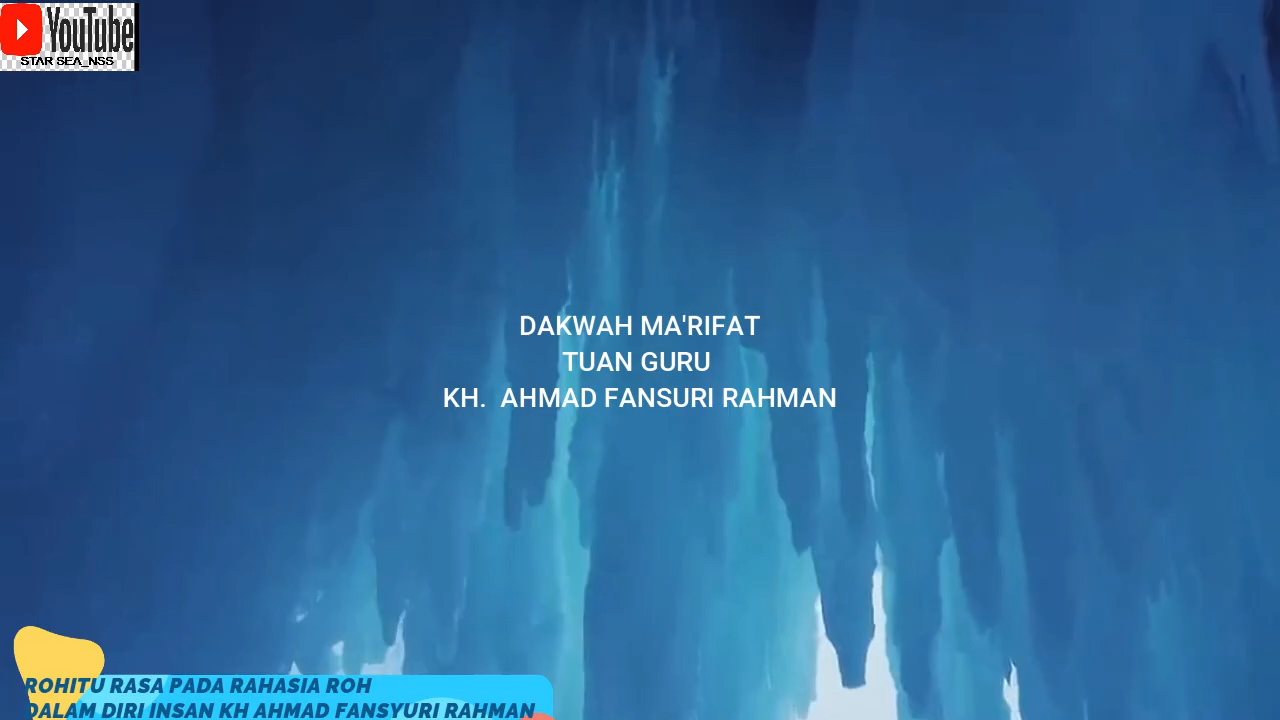 YouTube
STAR SEA_NSS
DAKWAH MA'RIFAT
TUAN GURU
KH. AHMAD FANSURI RAHMAN
ROHITU RASA PADA RAHASIA ROH
DALAM DIRI INSAN KH AHMAD FANSYURI RAHMAN